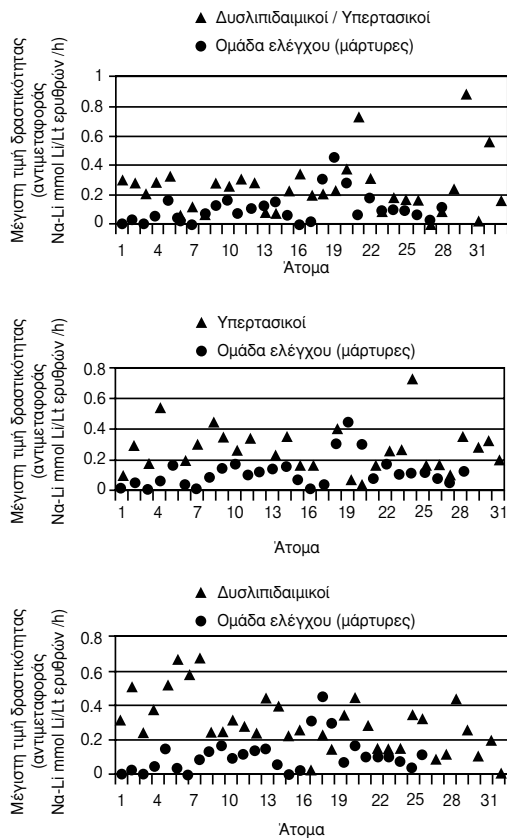 ▲ Δυσλιπιδαιμικοί / Υπερτασικοί
● Ομάδα ελέγχου (μάρτυρες)
Μέγιστη τιμή δραστικότητας
(αντιμεταφοράς
Να-Li mmol Li/Lt ερυθρών /h)
1
0.8
0.6
0.4
0.2
0
1 4 7 10 13 16 19 22 25 28 31
Άτομα
▲ Υπερτασικοί
● Ομάδα ελέγχου (μάρτυρες)
Μέγιστη τιμή δραστικότητας
(αντιμεταφοράς
Να-Li mmol Li/Lt ερυθρών /h)
0.8
0.6
0.4
0.2
0
1 4 7 10 13 16 19 22 25 28 31
Άτομα
▲ Δυσλιπιδαιμικοί
● Ομάδα ελέγχου (μάρτυρες)
Μέγιστη τιμή δραστικότητας
(αντιμεταφοράς
Να-Li mmol Li/Lt ερυθρών /h)
0.8
0.6
0.4
0.2
0
1 4 7 10 13 16 19 22 25 28 31
Άτομα